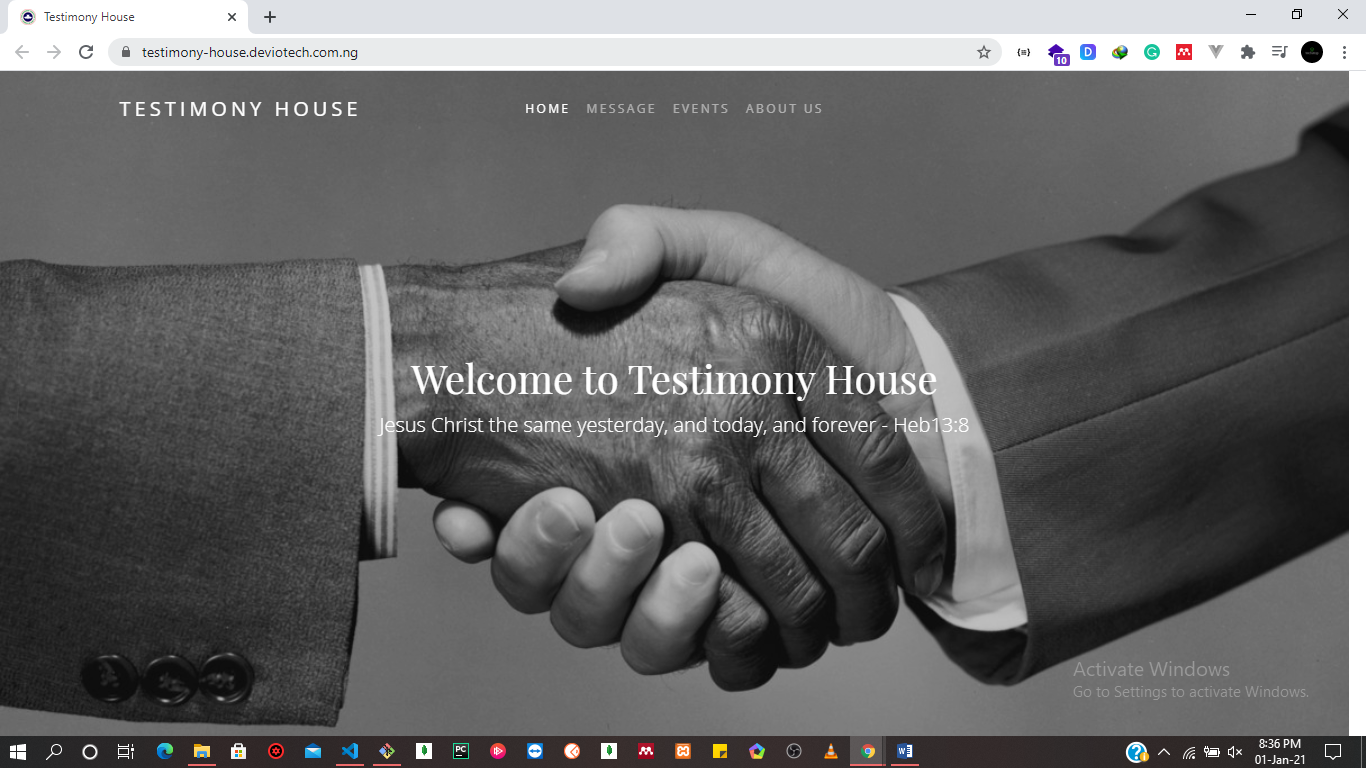 Testimony House
testimony-house.deviotech.com.ng
10
TESTIMONY HOUSE
HOME MESSAGE EVENTS ABOUT US
Welcome to Testimony House
Jesus Christ the same yesterday, and today, and forever - Heb13:8
Activate Windows
Go to Settings to activate Windows.
PC
8:36 PM
01-Jan-21